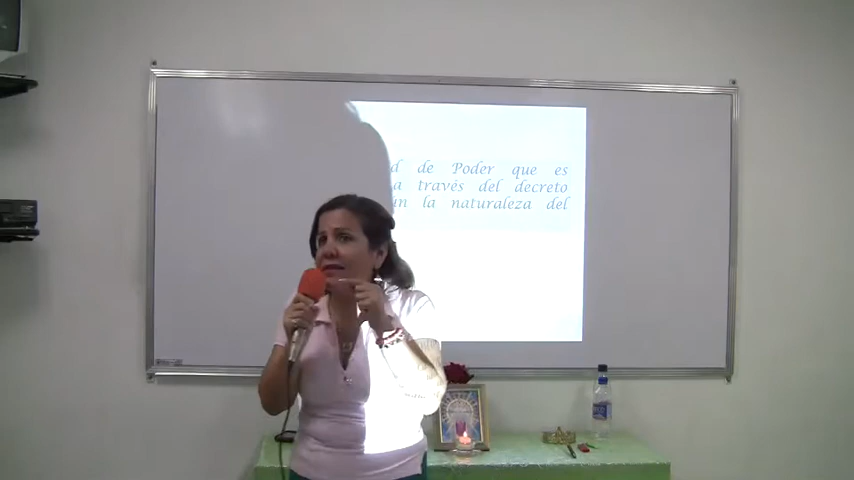 de Poder que es
a través del decreto
la naturaleza del